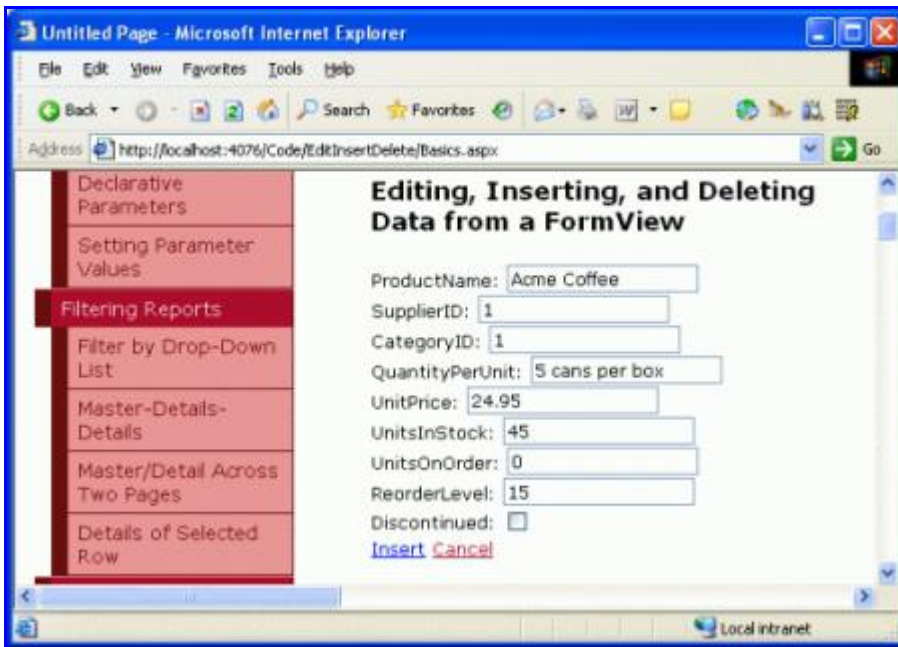 Untitled Page - Microsoft Internet Explorer
File Edit View Favorites Tools Help
Back Search Favorites
Address http://localhost:4076/Code/EditInsertDelete/Basics.aspx Go
Declarative
Parameters
Setting Parameter
Values
Filtering Reports
Filter by Drop-Down
List
Master-Details-
Details
Master/Detail Across
Two Pages
Details of Selected
Row
Editing, Inserting, and Deleting
Data from a FormView
ProductName: Acme Coffee
SupplierID: 1
CategoryID: 1
QuantityPerUnit: 5 cans per box
UnitPrice: 24.95
UnitsInStock: 45
UnitsOnOrder: 0
ReorderLevel: 15
Discontinued:
Insert Cancel
Local intranet